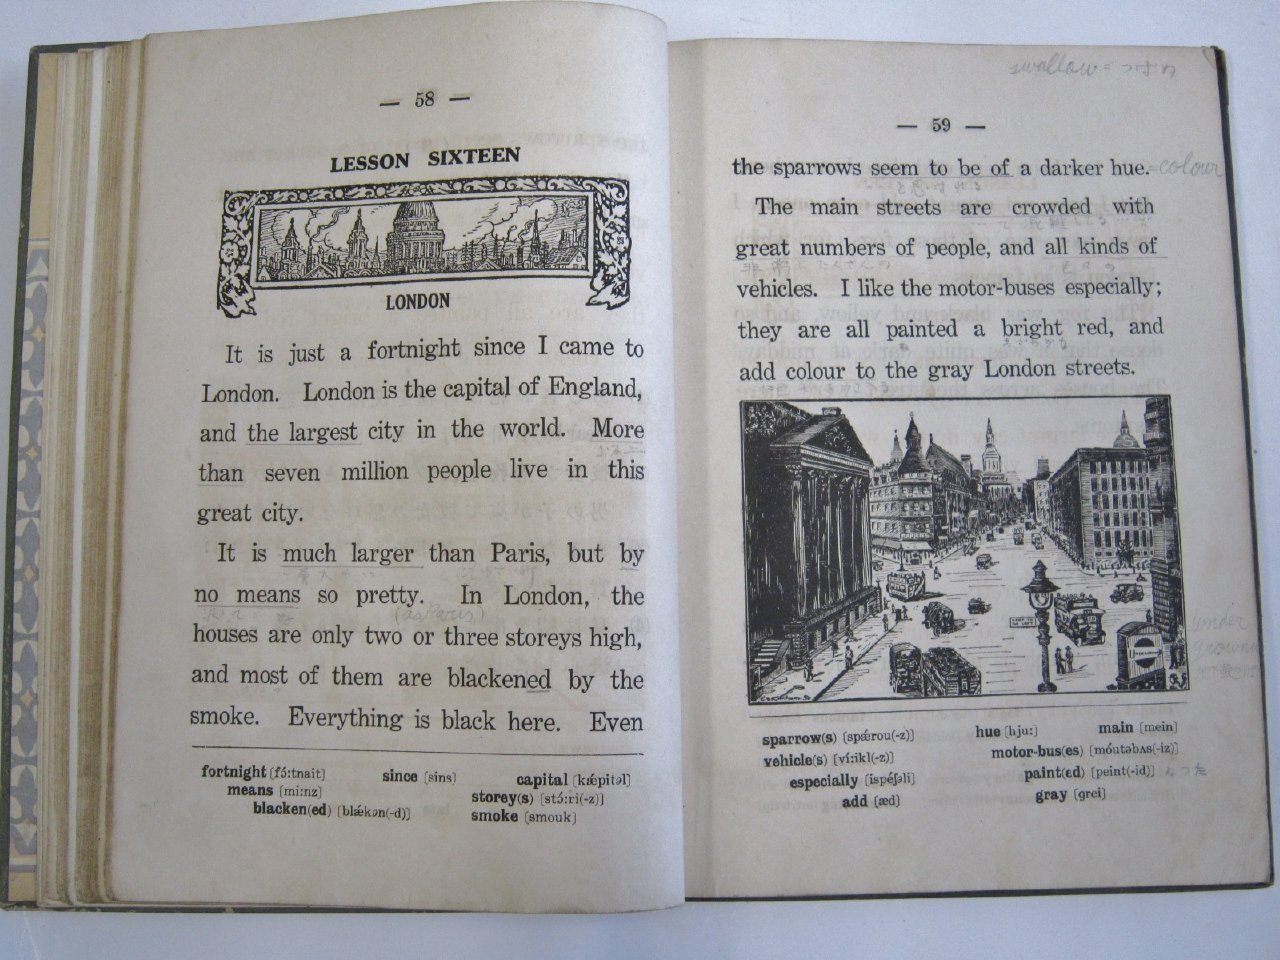 — 58 —
LESSON SIXTEEN
LONDON
It is just a fortnight since I came to
London. London is the capital of England,
and the largest city in the world. More
than seven million people live in this
great city.
It is much larger than Paris, but by
no means so pretty. In London, the
(as Paris)
houses are only two or three storeys high,
and most of them are blackened by the
smoke. Everything is black here. Even
fortnight [fɔ́:tnait] since [sins] capital [kǽpitəl]
means [mi:nz] storey(s) [stɔ́:ri(-z)]
blacken(ed) [blǽkən(-d)] smoke [smouk]
swallow = つばめ
— 59 —
the sparrows seem to be of a darker hue. =colour
The main streets are crowded with
great numbers of people, and all kinds of
vehicles. I like the motor-buses especially;
they are all painted a bright red, and
add colour to the gray London streets.
under
sparrow(s) [spǽrou(-z)] hue [hju:] main [mein]
vehicle(s) [ví:ikl(-z)] motor-bus(es) [móutəbʌs(-iz)]
especially [ispéʃəli] paint(ed) [peint(-id)]
add [æd] gray [grei]